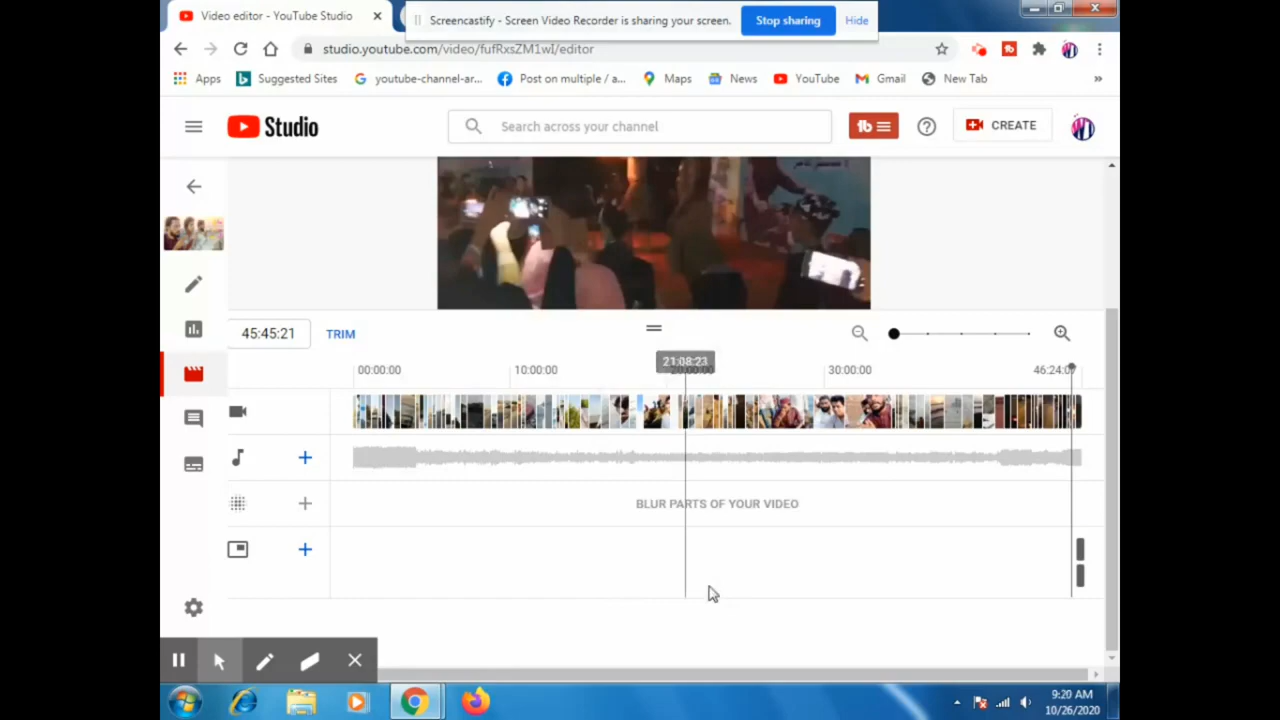 Video editor - YouTube Studio
Screencastify - Screen Video Recorder is sharing your screen.
Stop sharing
Hide
studio.youtube.com/video/fufRxsZM1wI/editor
Apps
Suggested Sites
youtube-channel-ar...
Post on multiple / a...
Maps
News
YouTube
Gmail
New Tab
»
Studio
Search across your channel
CREATE
45:45:21
TRIM
21:08:23
00:00:00
10:00:00
30:00:00
BLUR PARTS OF YOUR VIDEO
9:20 AM
10/26/2020